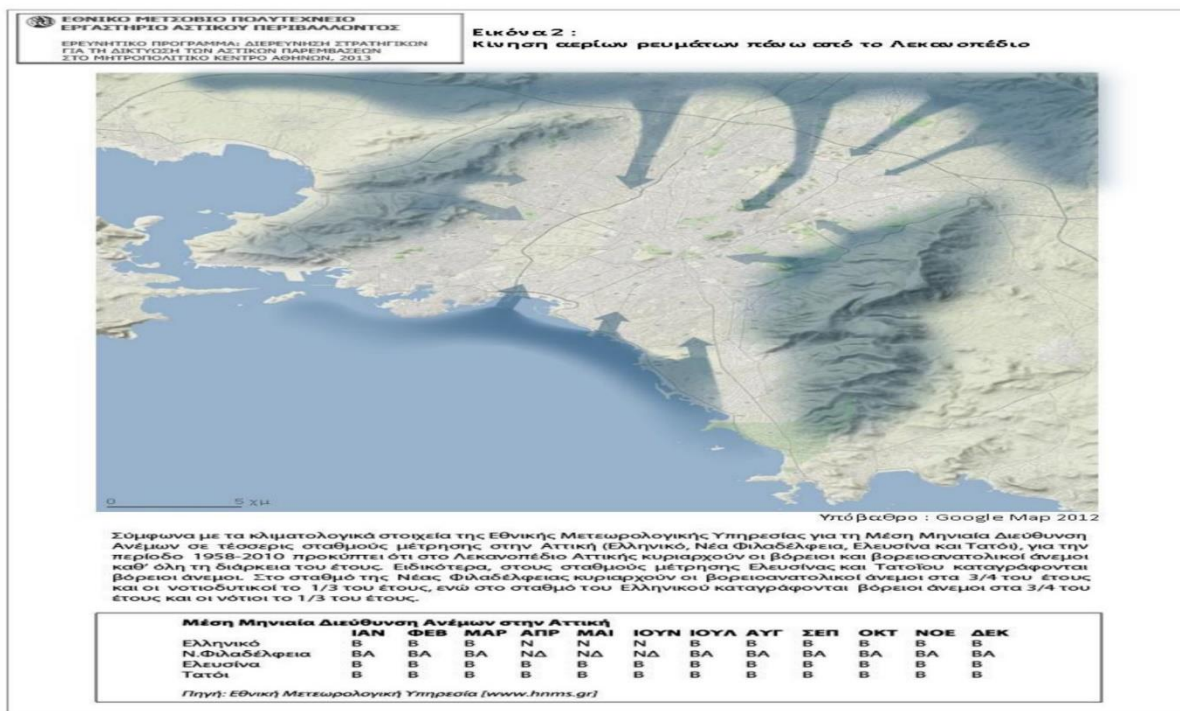 ΕΘΝΙΚΟ ΜΕΤΣΟΒΙΟ ΠΟΛΥΤΕΧΝΕΙΟ
ΕΡΓΑΣΤΗΡΙΟ ΑΣΤΙΚΟΥ ΠΕΡΙΒΑΛΛΟΝΤΟΣ
ΕΡΕΥΝΗΤΙΚΟ ΠΡΟΓΡΑΜΜΑ: ΔΙΕΡΕΥΝΗΣΗ ΣΤΡΑΤΗΓΙΚΩΝ
ΓΙΑ ΤΗ ΔΙΚΤΥΩΣΗ ΤΩΝ ΑΣΤΙΚΩΝ ΠΑΡΕΜΒΑΣΕΩΝ
ΣΤΟ ΜΗΤΡΟΠΟΛΙΤΙΚΟ ΚΕΝΤΡΟ ΑΘΗΝΩΝ, 2013
Εικόνα 2 :
Κίνηση αερίων ρευμάτων πάνω από το Λεκανοπέδιο
0 5 χμ
Υπόβαθρο : Google Map 2012
Σύμφωνα με τα κλιματολογικά στοιχεία της Εθνικής Μετεωρολογικής Υπηρεσίας για τη Μέση Μηνιαία Διεύθυνση
Ανέμων σε τέσσερις σταθμούς μέτρησης στην Αττική (Ελληνικό, Νέα Φιλαδέλφεια, Ελευσίνα και Τατόι), για την
περίοδο 1958-2010 προκύπτει ότι στο Λεκανοπέδιο Αττικής κυριαρχούν οι βόρειοι και βορειοανατολικοί άνεμοι
καθ' όλη τη διάρκεια του έτους. Ειδικότερα, στους σταθμούς μέτρησης Ελευσίνας και Τατοΐου καταγράφονται
βόρειοι άνεμοι. Στο σταθμό της Νέας Φιλαδέλφειας κυριαρχούν οι βορειοανατολικοί άνεμοι στα 3/4 του έτους
και οι νοτιοδυτικοί το 1/3 του έτους, ενώ στο σταθμό του Ελληνικού καταγράφονται βόρειοι άνεμοι στα 3/4 του
έτους και οι νότιοι το 1/3 του έτους.
Μέση Μηνιαία Διεύθυνση Ανέμων στην Αττική
ΙΑΝ ΦΕΒ ΜΑΡ ΑΠΡ ΜΑΙ ΙΟΥΝ ΙΟΥΛ ΑΥΓ ΣΕΠ ΟΚΤ ΝΟΕ ΔΕΚ
Ελληνικό Β Β Β Ν Ν Ν Β Β Β Β Β Β
Ν.Φιλαδέλφεια ΒΑ ΒΑ ΒΑ ΝΔ ΝΔ ΝΔ ΒΑ ΒΑ ΒΑ ΒΑ ΒΑ ΒΑ
Ελευσίνα Β Β Β Β Β Β Β Β Β Β Β Β
Τατόι Β Β Β Β Β Β Β Β Β Β Β Β
Πηγή: Εθνική Μετεωρολογική Υπηρεσία [www.hnms.gr]